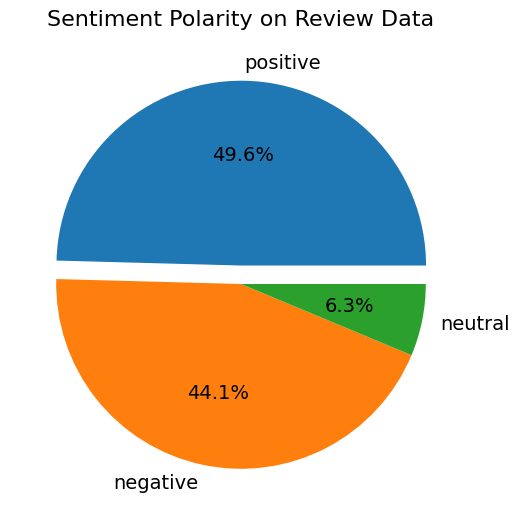 Sentiment Polarity on Review Data
positive
49.6%
6.3%
neutral
44.1%
negative